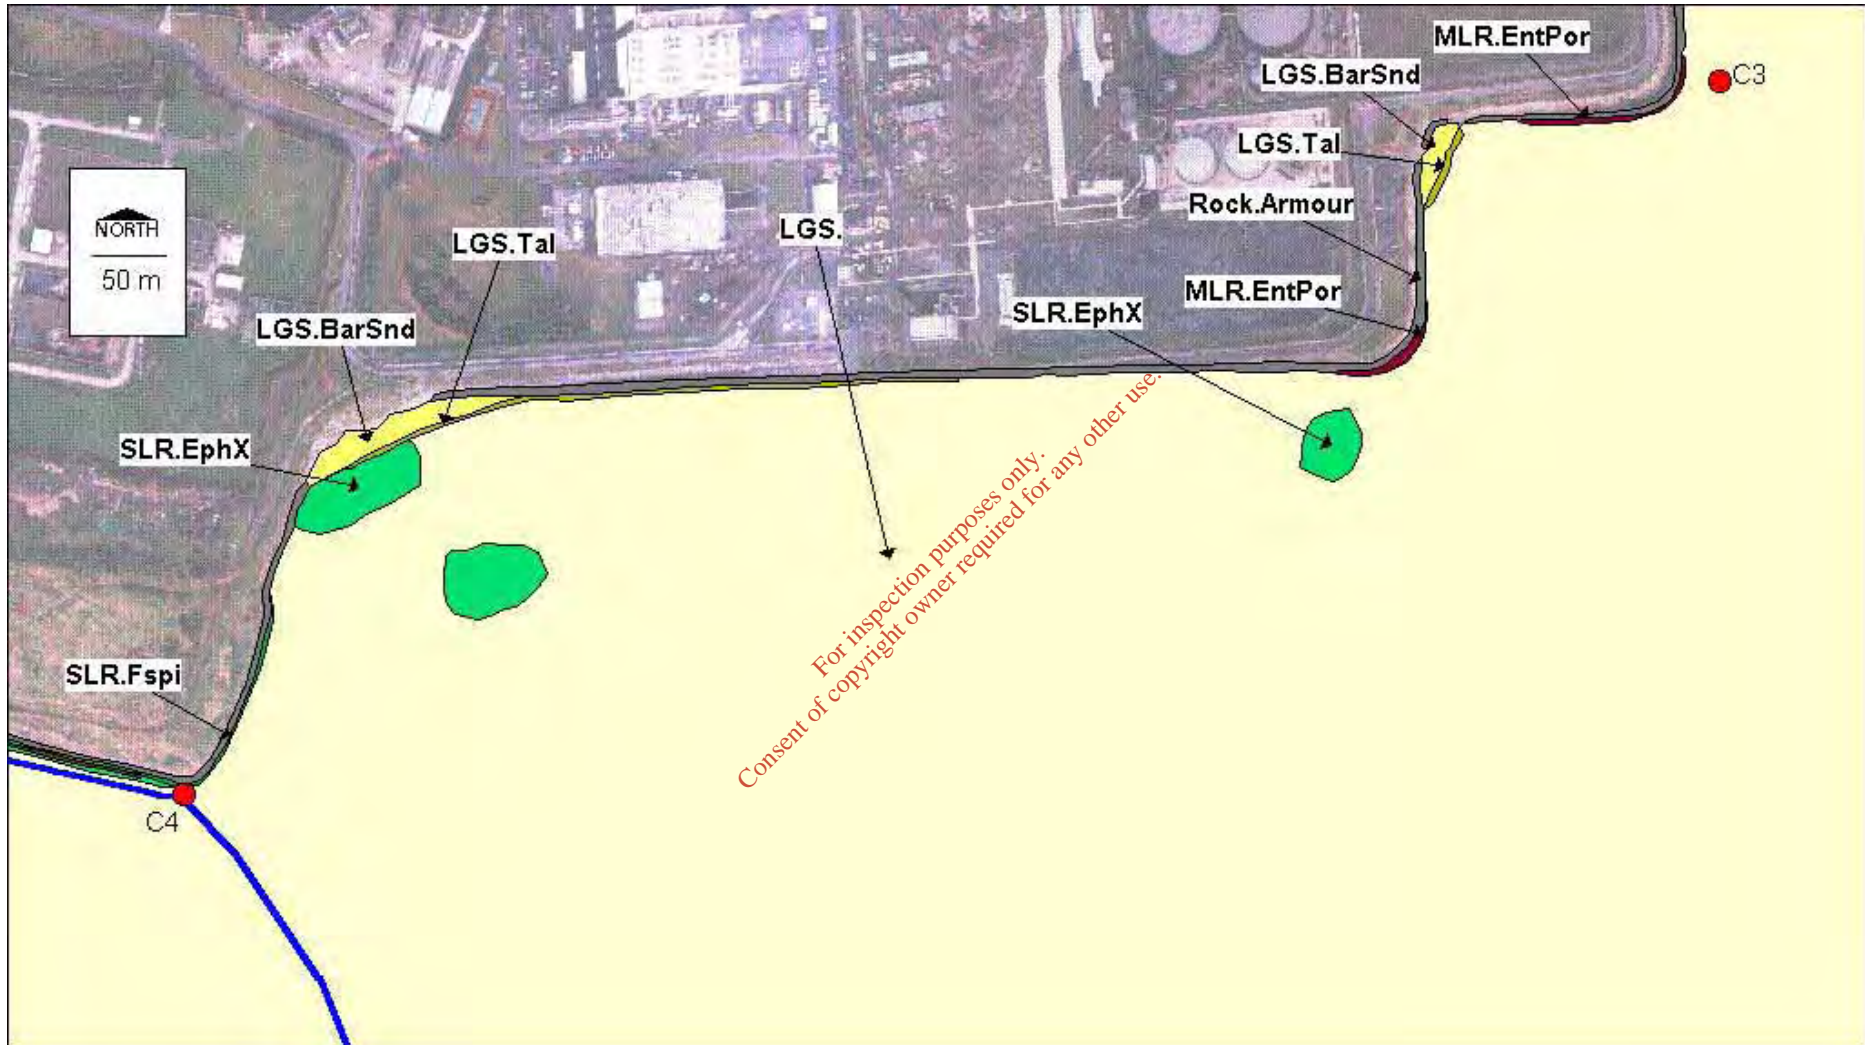 MLR.EntPor
C3
LGS.BarSnd
LGS.Tal
Rock.Armour
NORTH
50 m
LGS.Tal
LGS.
MLR.EntPor
SLR.EphX
LGS.BarSnd
SLR.EphX
SLR.Fspi
C4
For inspection purposes only.
Consent of copyright owner required for any other use.